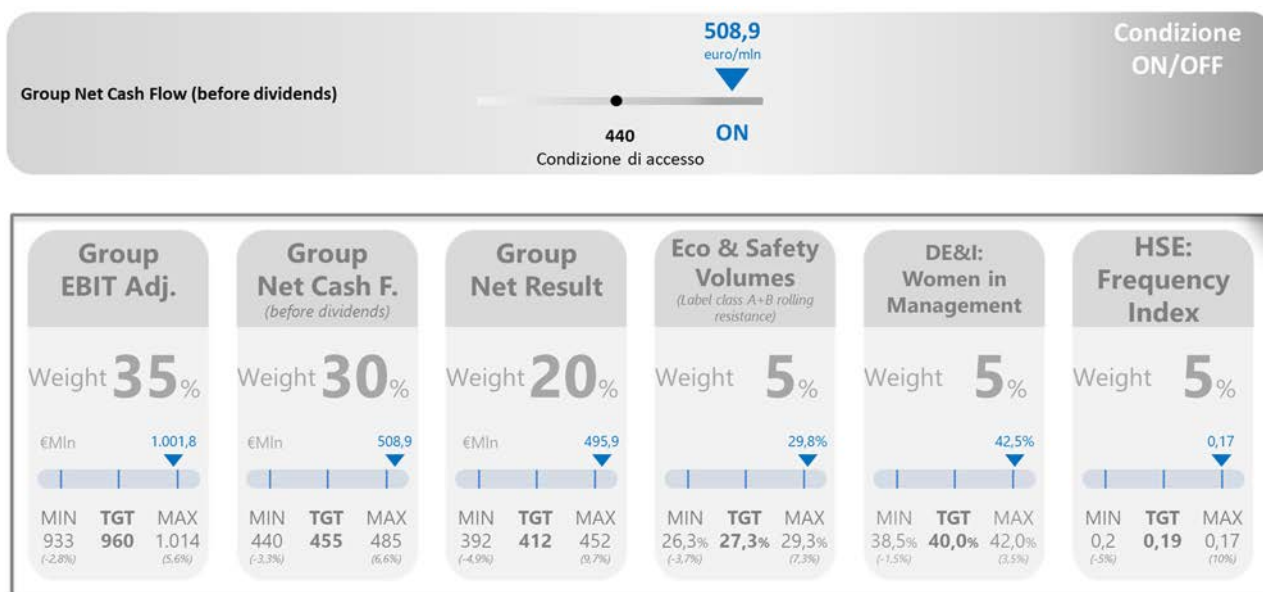 508,9
euro/mln
Condizione
ON/OFF
Group Net Cash Flow (before dividends)
440
ON
Condizione di accesso
Group
EBIT Adj.
Weight 35%
€Mln 1.001,8
MIN TGT MAX
933 960 1.014
(-2,8%) (5,6%)
Group
Net Cash F.
(before dividends)
Weight 30%
€Mln 508,9
MIN TGT MAX
440 455 485
(-3,3%) (6,6%)
Group
Net Result
Weight 20%
€Mln 495,9
MIN TGT MAX
392 412 452
(-4,9%) (9,7%)
Eco & Safety
Volumes
(Label class A+B rolling
resistance)
Weight 5%
29,8%
MIN TGT MAX
26,3% 27,3% 29,3%
(-3,7%) (7,3%)
DE&I:
Women in
Management
Weight 5%
42,5%
MIN TGT MAX
38,5% 40,0% 42,0%
(-1,5%) (3,5%)
HSE:
Frequency
Index
Weight 5%
0,17
MIN TGT MAX
0,2 0,19 0,17
(-5%) (10%)